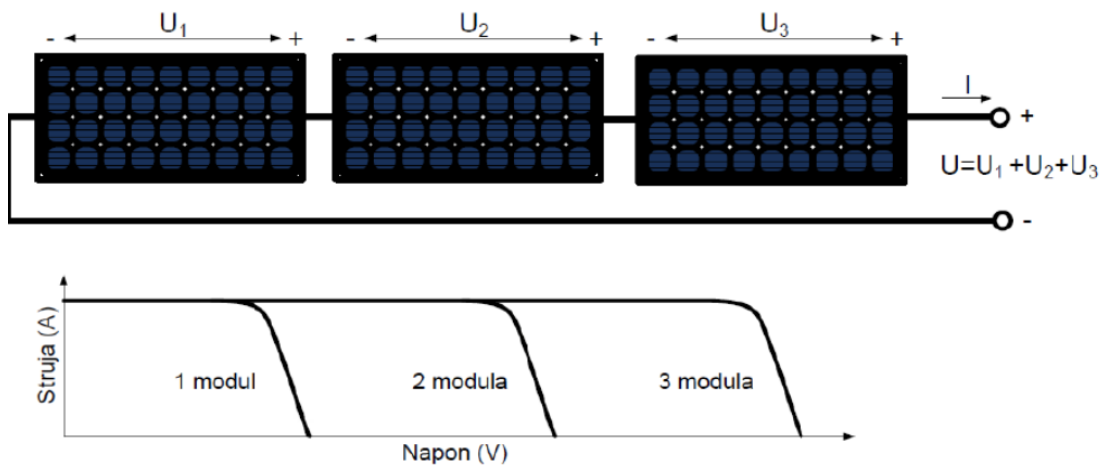 - U₁ +
- U₂ +
- U₃ +
I
+
U=U₁ +U₂+U₃
-
Struja (A)
1 modul
2 modula
3 modula
Napon (V)